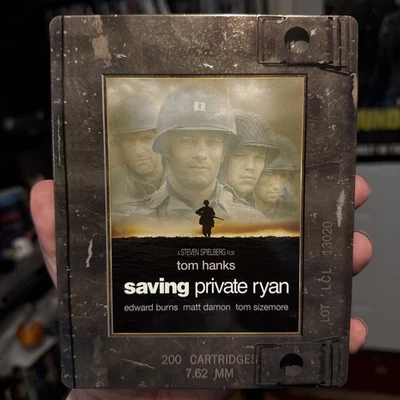 A STEVEN SPIELBERG FILM
tom hanks
saving private ryan
edward burns matt damon tom sizemore
LOT LCL 13020
200 CARTRIDGES
7.62 MM